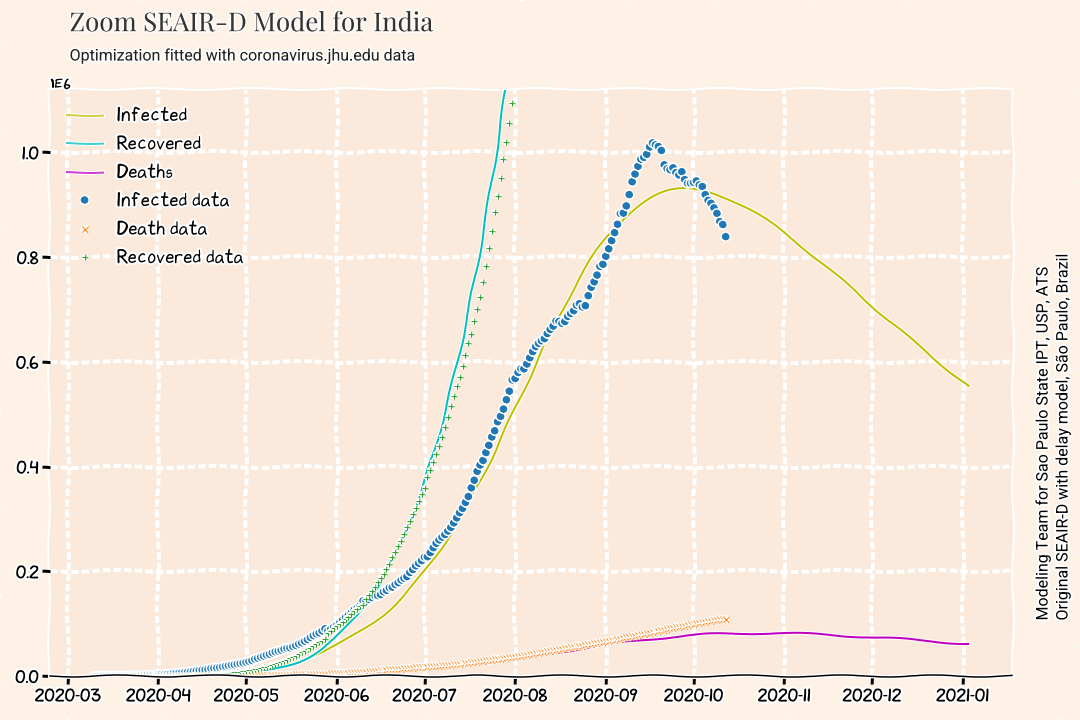 Zoom SEAIR-D Model for India
Optimization fitted with coronavirus.jhu.edu data
1E6
Infected
Recovered
Deaths
Infected data
Death data
Recovered data
1.0
0.8
0.6
0.4
0.2
0.0
2020-03 2020-04 2020-05 2020-06 2020-07 2020-08 2020-09 2020-10 2020-11 2020-12 2021-01
Modeling Team for Sao Paulo State IPT, USP, ATS
Original SEAIR-D with delay model, São Paulo, Brazil